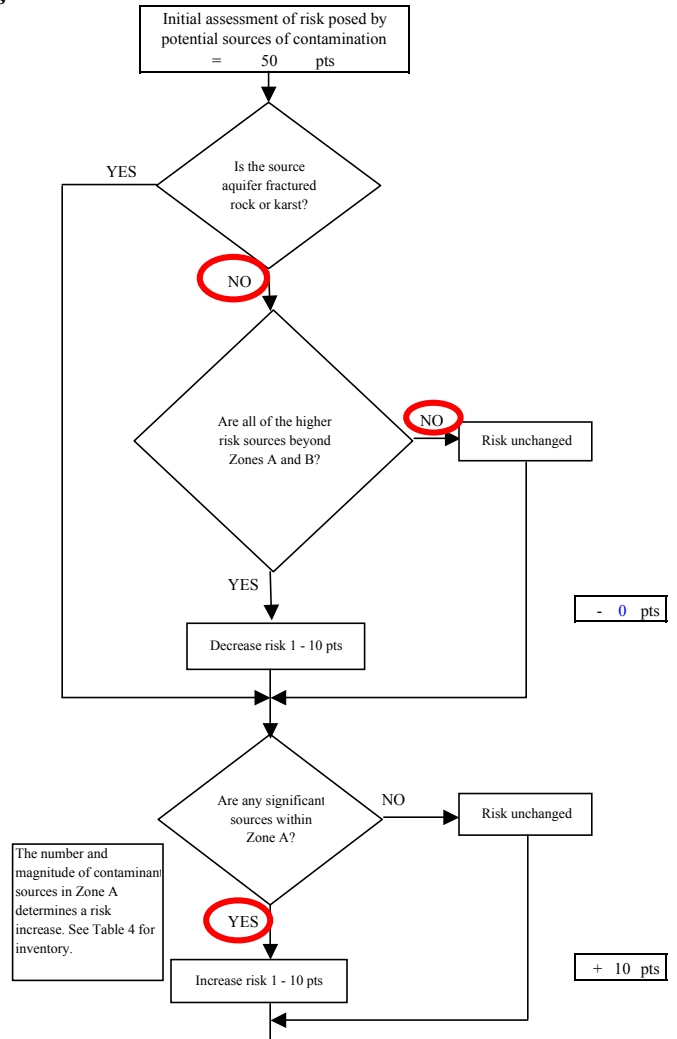 Initial assessment of risk posed by
potential sources of contamination
= 50 pts
YES
Is the source
aquifer fractured
rock or karst?
NO
Are all of the higher
risk sources beyond
Zones A and B?
NO
Risk unchanged
YES
- 0 pts
Decrease risk 1 - 10 pts
Are any significant
sources within
Zone A?
NO
Risk unchanged
The number and
magnitude of contaminant
sources in Zone A
determines a risk
increase. See Table 4 for
inventory.
YES
Increase risk 1 - 10 pts
+ 10 pts